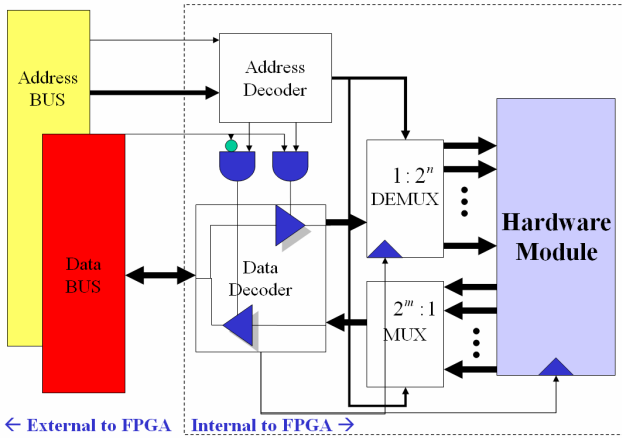 Address
BUS
Address
Decoder
1 : 2ⁿ
DEMUX
Hardware
Module
Data
BUS
Data
Decoder
2ᵐ : 1
MUX
← External to FPGA
Internal to FPGA →